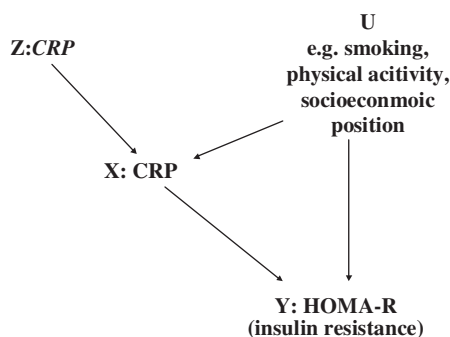 U
Z:CRP
e.g. smoking,
physical acitivity,
socioeconmoic
position
X: CRP
Y: HOMA-R
(insulin resistance)